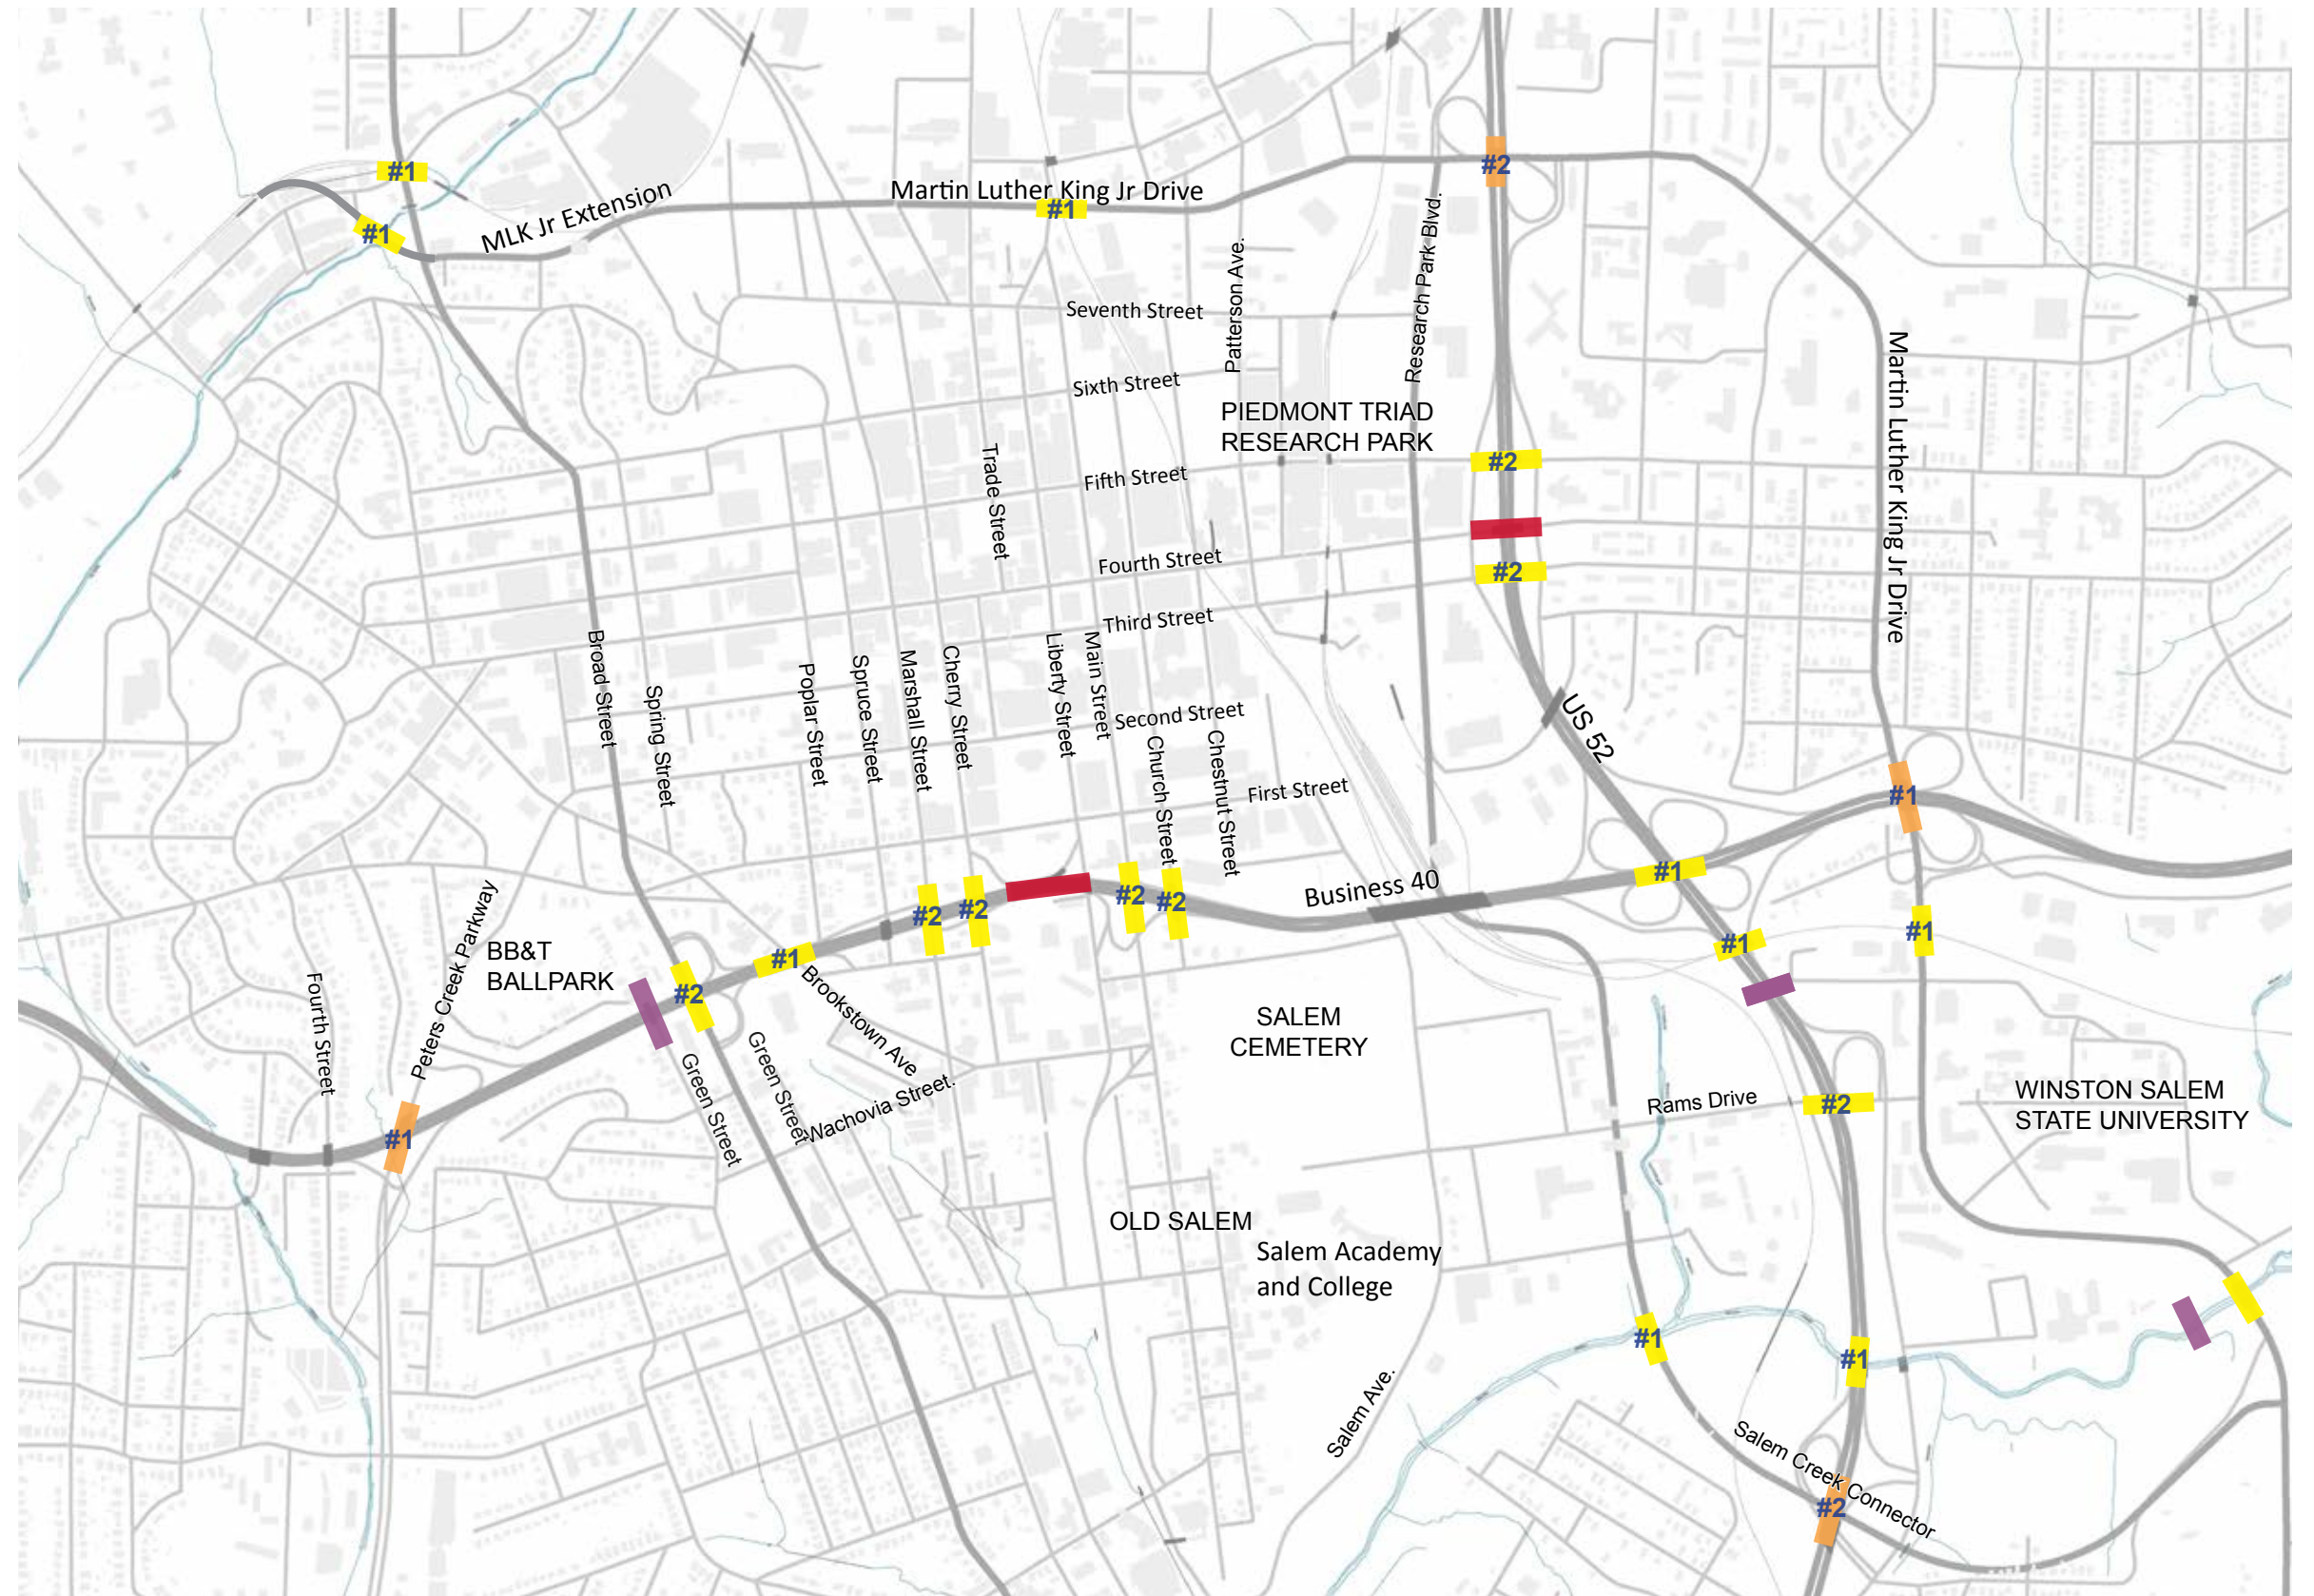 #1
#2
Martin Luther King Jr Drive
#1
MLK Jr Extension
#1
Research Park Blvd.
Patterson Ave.
Seventh Street
Sixth Street
Martin Luther King Jr Drive
PIEDMONT TRIAD
RESEARCH PARK
Trade Street
Fifth Street
#2
Fourth Street
#2
Third Street
Broad Street
Spring Street
Poplar Street
Spruce Street
Marshall Street
Cherry Street
Liberty Street
Main Street
Second Street
Church Street
Chestnut Street
First Street
US 52
#1
#1
Business 40
#2
#2
#2
#2
#1
#1
#1
BB&T
BALLPARK
#2
Brookstown Ave
Peters Creek Parkway
Fourth Street
SALEM
CEMETERY
Green Street
Green Street
Wachovia Street.
Rams Drive
#2
WINSTON SALEM
STATE UNIVERSITY
#1
OLD SALEM
Salem Academy
and College
#1
#1
Salem Ave.
Salem Creek Connector
#2